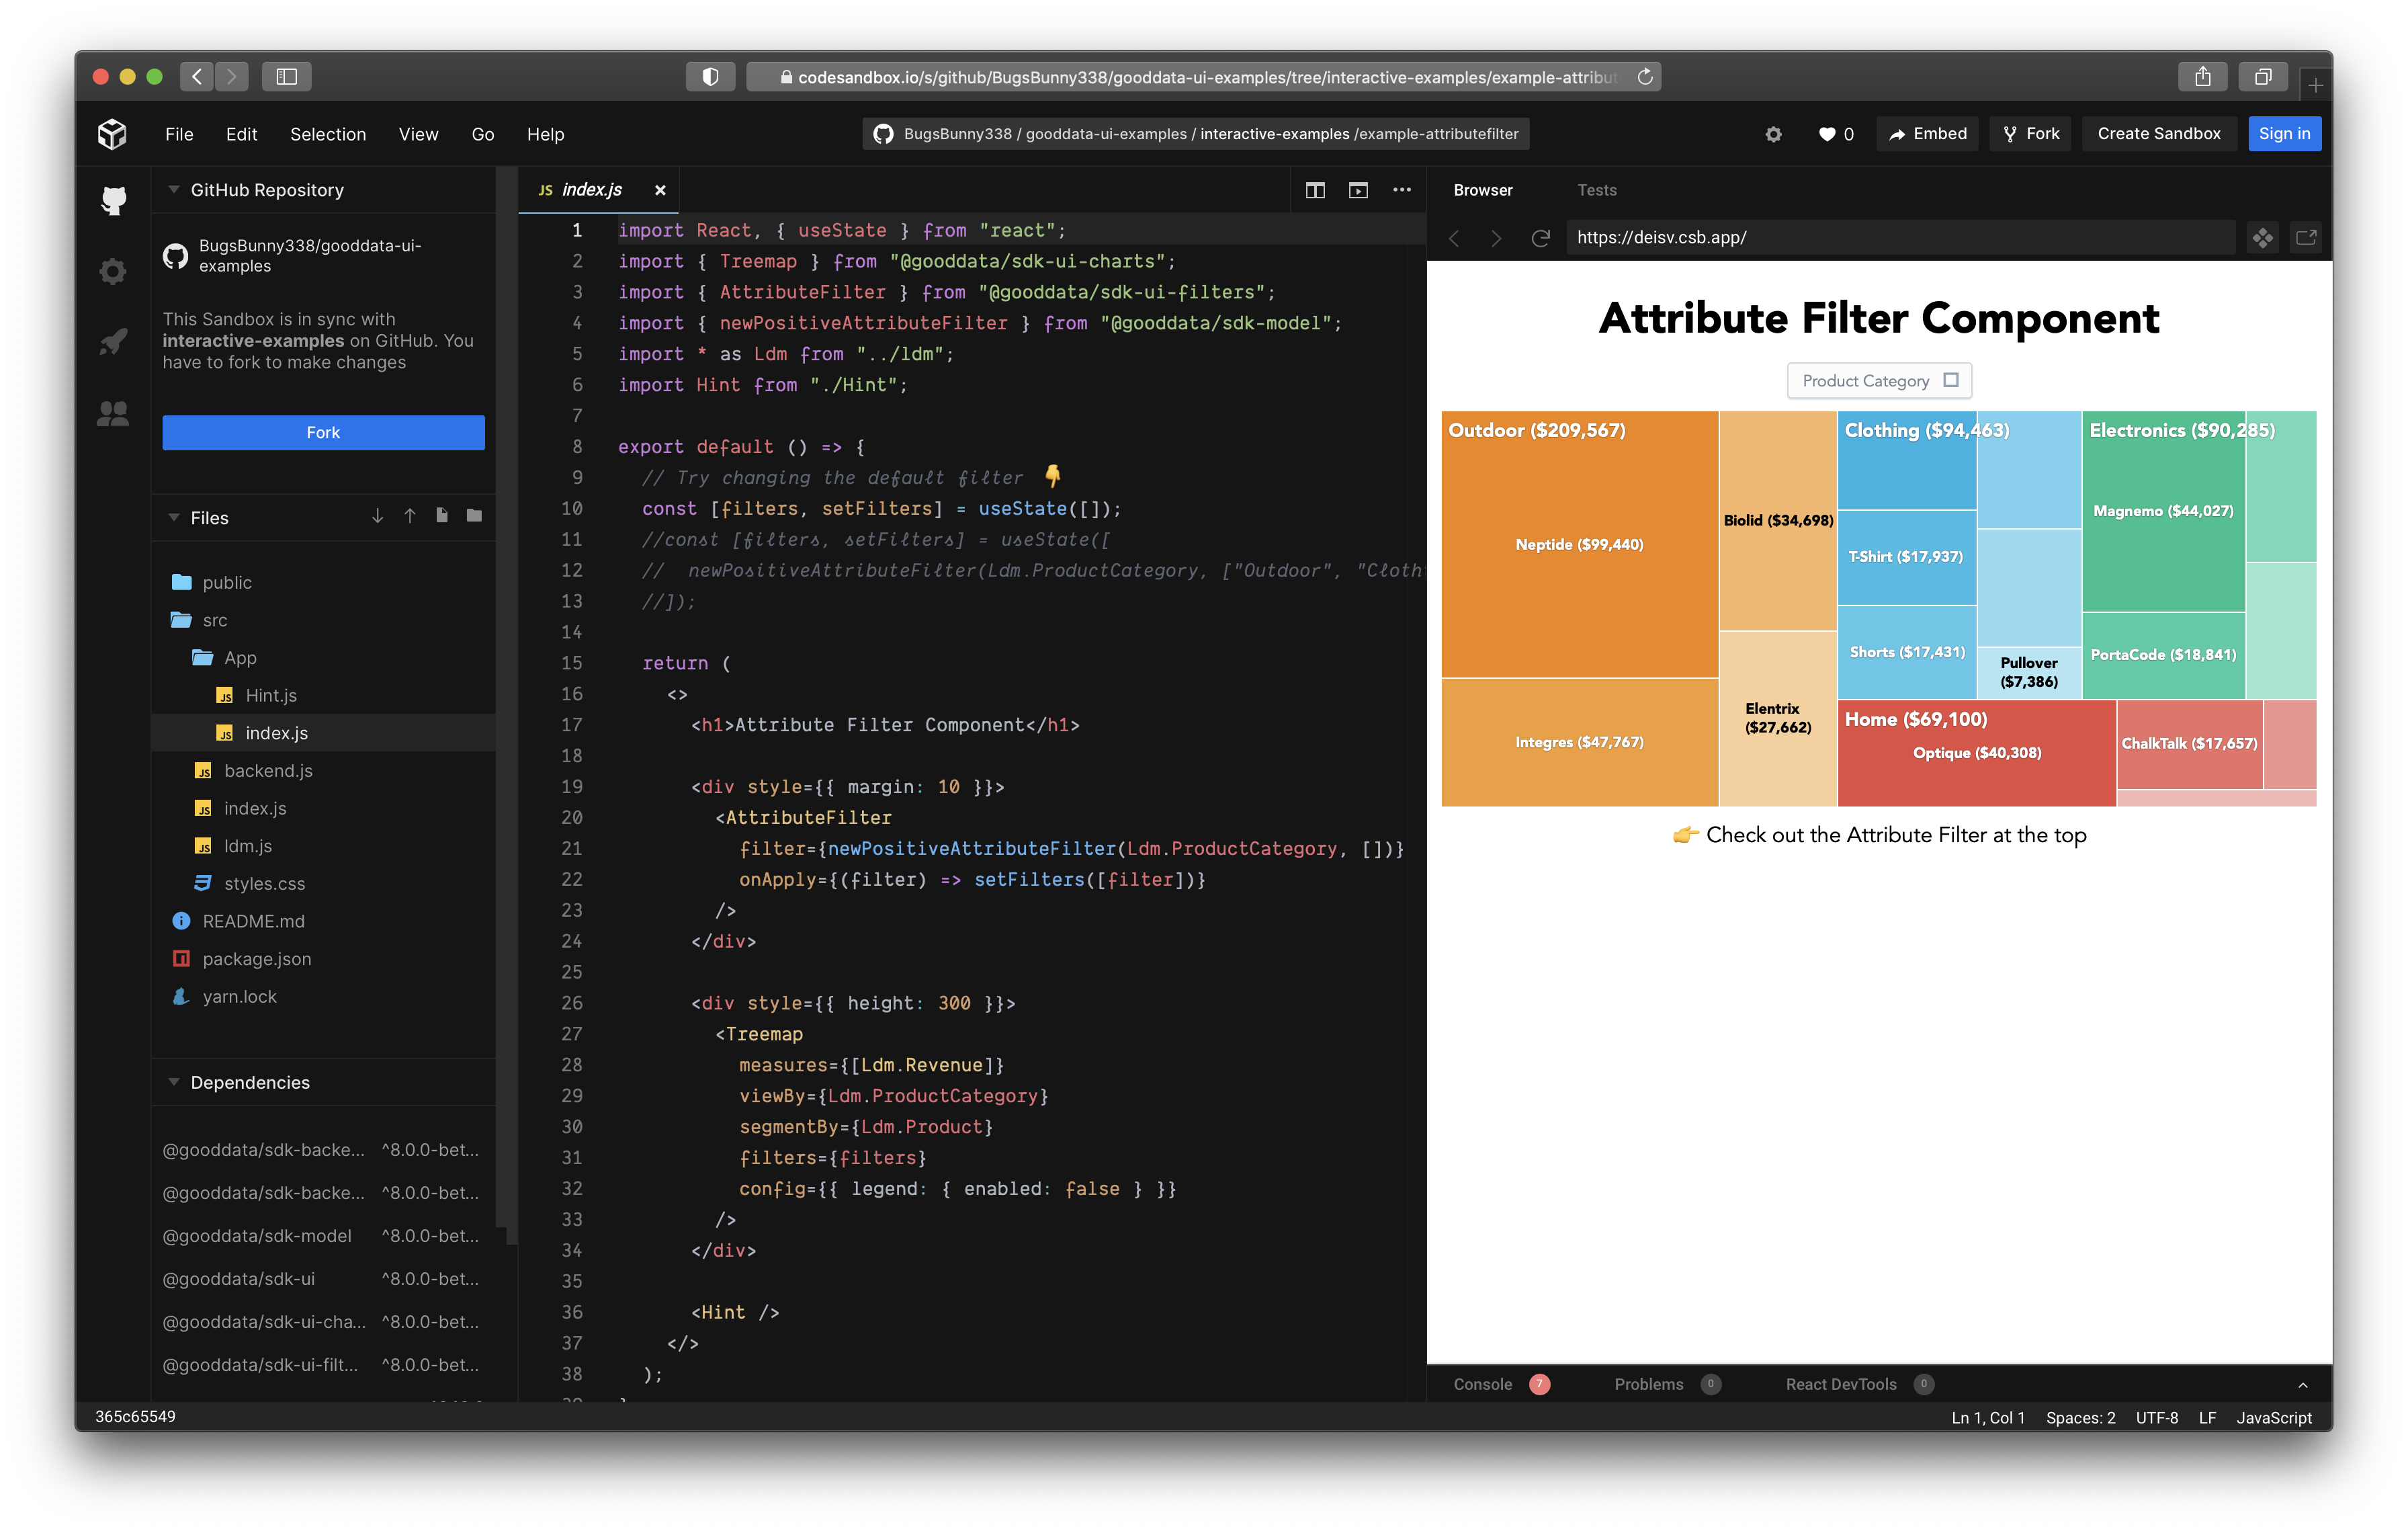 codesandbox.io/s/github/BugsBunny338/gooddata-ui-examples/tree/interactive-examples/example-attribut
File Edit Selection View Go Help
BugsBunny338 / gooddata-ui-examples / interactive-examples /example-attributefilter
0 Embed Fork Create Sandbox Sign in
GitHub Repository
BugsBunny338/gooddata-ui-
examples
This Sandbox is in sync with
interactive-examples on GitHub. You
have to fork to make changes
Fork
Files
public
src
App
JS Hint.js
JS index.js
JS backend.js
JS index.js
JS ldm.js
styles.css
README.md
package.json
yarn.lock
Dependencies
@gooddata/sdk-backe... ^8.0.0-bet...
@gooddata/sdk-backe... ^8.0.0-bet...
@gooddata/sdk-model ^8.0.0-bet...
@gooddata/sdk-ui ^8.0.0-bet...
@gooddata/sdk-ui-cha... ^8.0.0-bet...
@gooddata/sdk-ui-filt... ^8.0.0-bet...
JS index.js
1 import React, { useState } from "react";
2 import { Treemap } from "@gooddata/sdk-ui-charts";
3 import { AttributeFilter } from "@gooddata/sdk-ui-filters";
4 import { newPositiveAttributeFilter } from "@gooddata/sdk-model";
5 import * as Ldm from "../ldm";
6 import Hint from "./Hint";
7
8 export default () => {
9 // Try changing the default filter 👇
10 const [filters, setFilters] = useState([]);
11 //const [filters, setFilters] = useState([
12 // newPositiveAttributeFilter(Ldm.ProductCategory, ["Outdoor", "Cloth
13 //]);
14
15 return (
16 <>
17 <h1>Attribute Filter Component</h1>
18
19 <div style={{ margin: 10 }}>
20 <AttributeFilter
21 filter={newPositiveAttributeFilter(Ldm.ProductCategory, [])}
22 onApply={(filter) => setFilters([filter])}
23 />
24 </div>
25
26 <div style={{ height: 300 }}>
27 <Treemap
28 measures={[Ldm.Revenue]}
29 viewBy={Ldm.ProductCategory}
30 segmentBy={Ldm.Product}
31 filters={filters}
32 config={{ legend: { enabled: false } }}
33 />
34 </div>
35
36 <Hint />
37 </>
38 );
Browser Tests
https://deisv.csb.app/
Attribute Filter Component
Product Category
Outdoor ($209,567)
Neptide ($99,440)
Integres ($47,767)
Biolid ($34,698)
Elentrix
($27,662)
Clothing ($94,463)
T-Shirt ($17,937)
Shorts ($17,431)
Pullover
($7,386)
Electronics ($90,285)
Magnemo ($44,027)
PortaCode ($18,841)
Home ($69,100)
Optique ($40,308)
ChalkTalk ($17,657)
👉 Check out the Attribute Filter at the top
Console 7 Problems 0 React DevTools 0
365c65549
Ln 1, Col 1 Spaces: 2 UTF-8 LF JavaScript